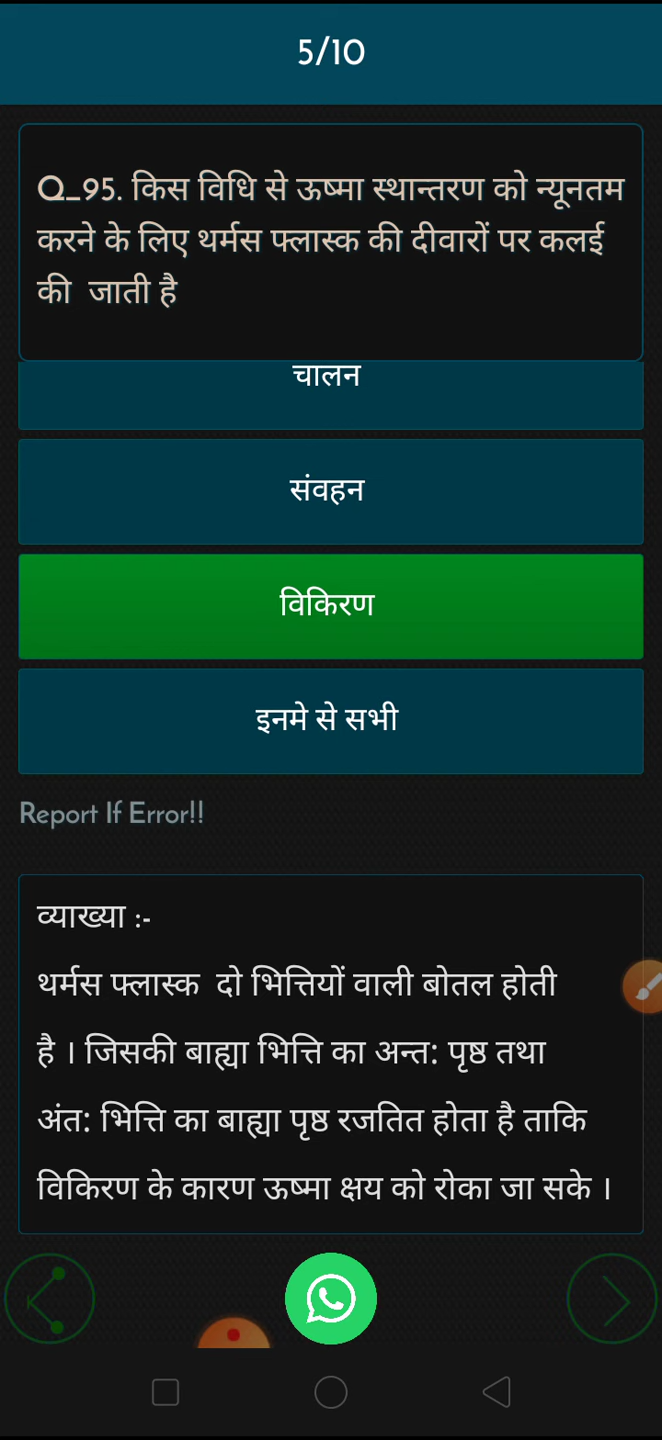 5/10
Q_95. किस विधि से ऊष्मा स्थान्तरण को न्यूनतम
करने के लिए थर्मस फ्लास्क की दीवारों पर कलई
की जाती है
चालन
संवहन
विकिरण
इनमे से सभी
Report If Error!!
व्याख्या :-
थर्मस फ्लास्क दो भित्तियों वाली बोतल होती
है । जिसकी बाह्या भित्ति का अन्त: पृष्ठ तथा
अंत: भित्ति का बाह्या पृष्ठ रजतित होता है ताकि
विकिरण के कारण ऊष्मा क्षय को रोका जा सके ।